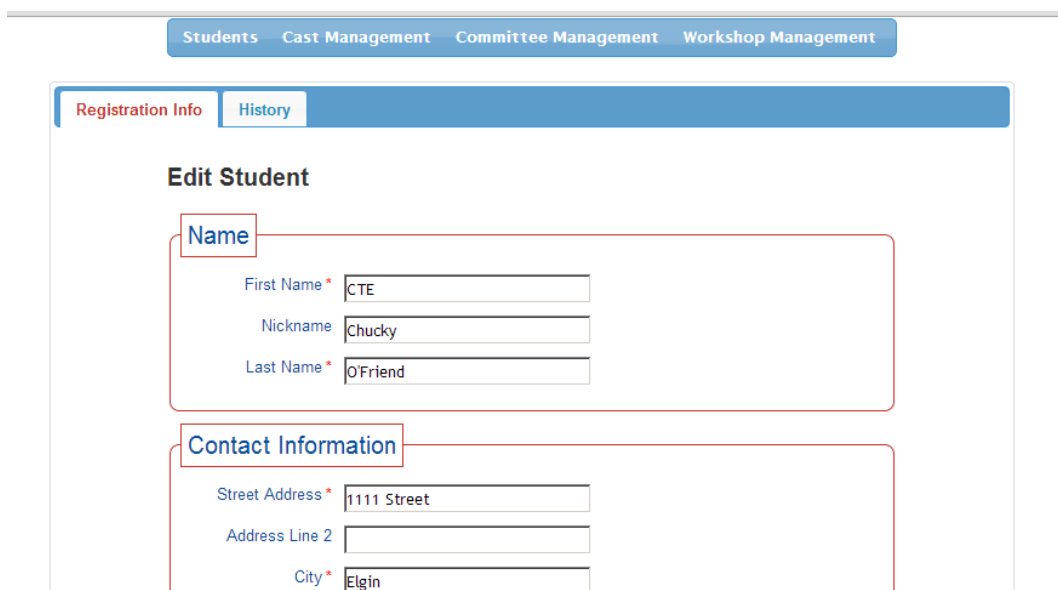 Students Cast Management Committee Management Workshop Management
Registration Info History
Edit Student
Name
First Name * CTE
Nickname Chucky
Last Name * O'Friend
Contact Information
Street Address * 1111 Street
Address Line 2
City * Elgin